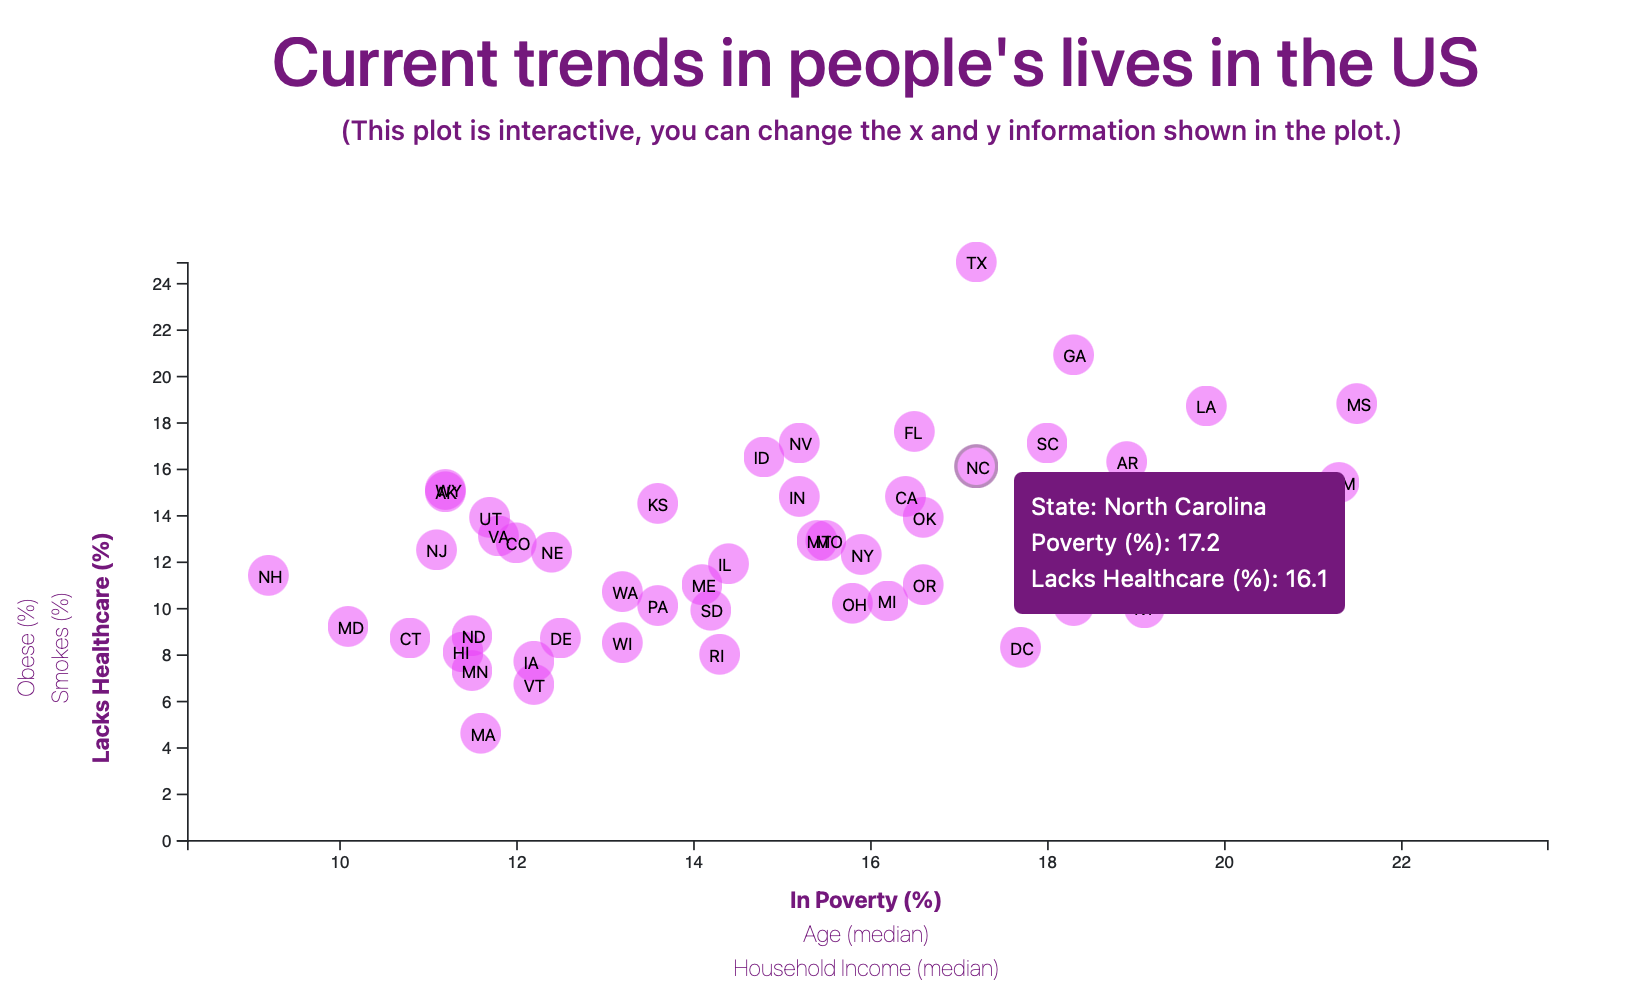 Current trends in people's lives in the US
(This plot is interactive, you can change the x and y information shown in the plot.)
TX
24
22
GA
20
LA
MS
18
FL
NV
SC
ID
NC
AR
16
WY
AK
IN
CA
KS
State: North Carolina
Poverty (%): 17.2
Lacks Healthcare (%): 16.1
14
UT
OK
VA
CO
MT
MO
NJ
NE
NY
12
NH
IL
ME
OR
WA
PA
SD
OH
MI
10
MD
CT
ND
DE
WI
DC
HI
RI
8
IA
MN
VT
6
MA
4
2
0
Obese (%)
Smokes (%)
Lacks Healthcare (%)
10
12
14
16
18
20
22
In Poverty (%)
Age (median)
Household Income (median)